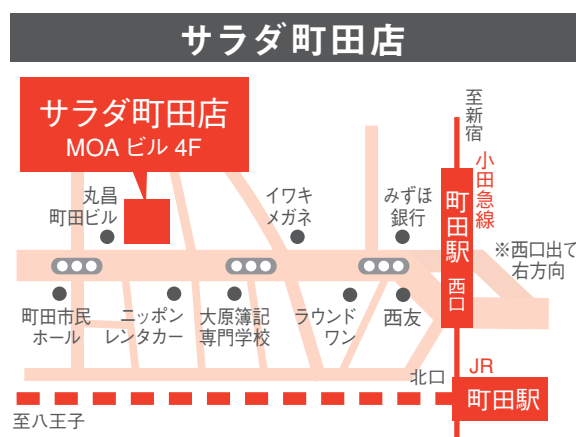 サラダ町田店
サラダ町田店
MOA ビル 4F
至新宿
小田急線
丸昌
町田ビル
イワキ
メガネ
みずほ
銀行
町田駅 西口
※西口出て
右方向
町田市民
ホール
ニッポン
レンタカー
大原簿記
専門学校
ラウンド
ワン
西友
北口
JR
町田駅
至八王子